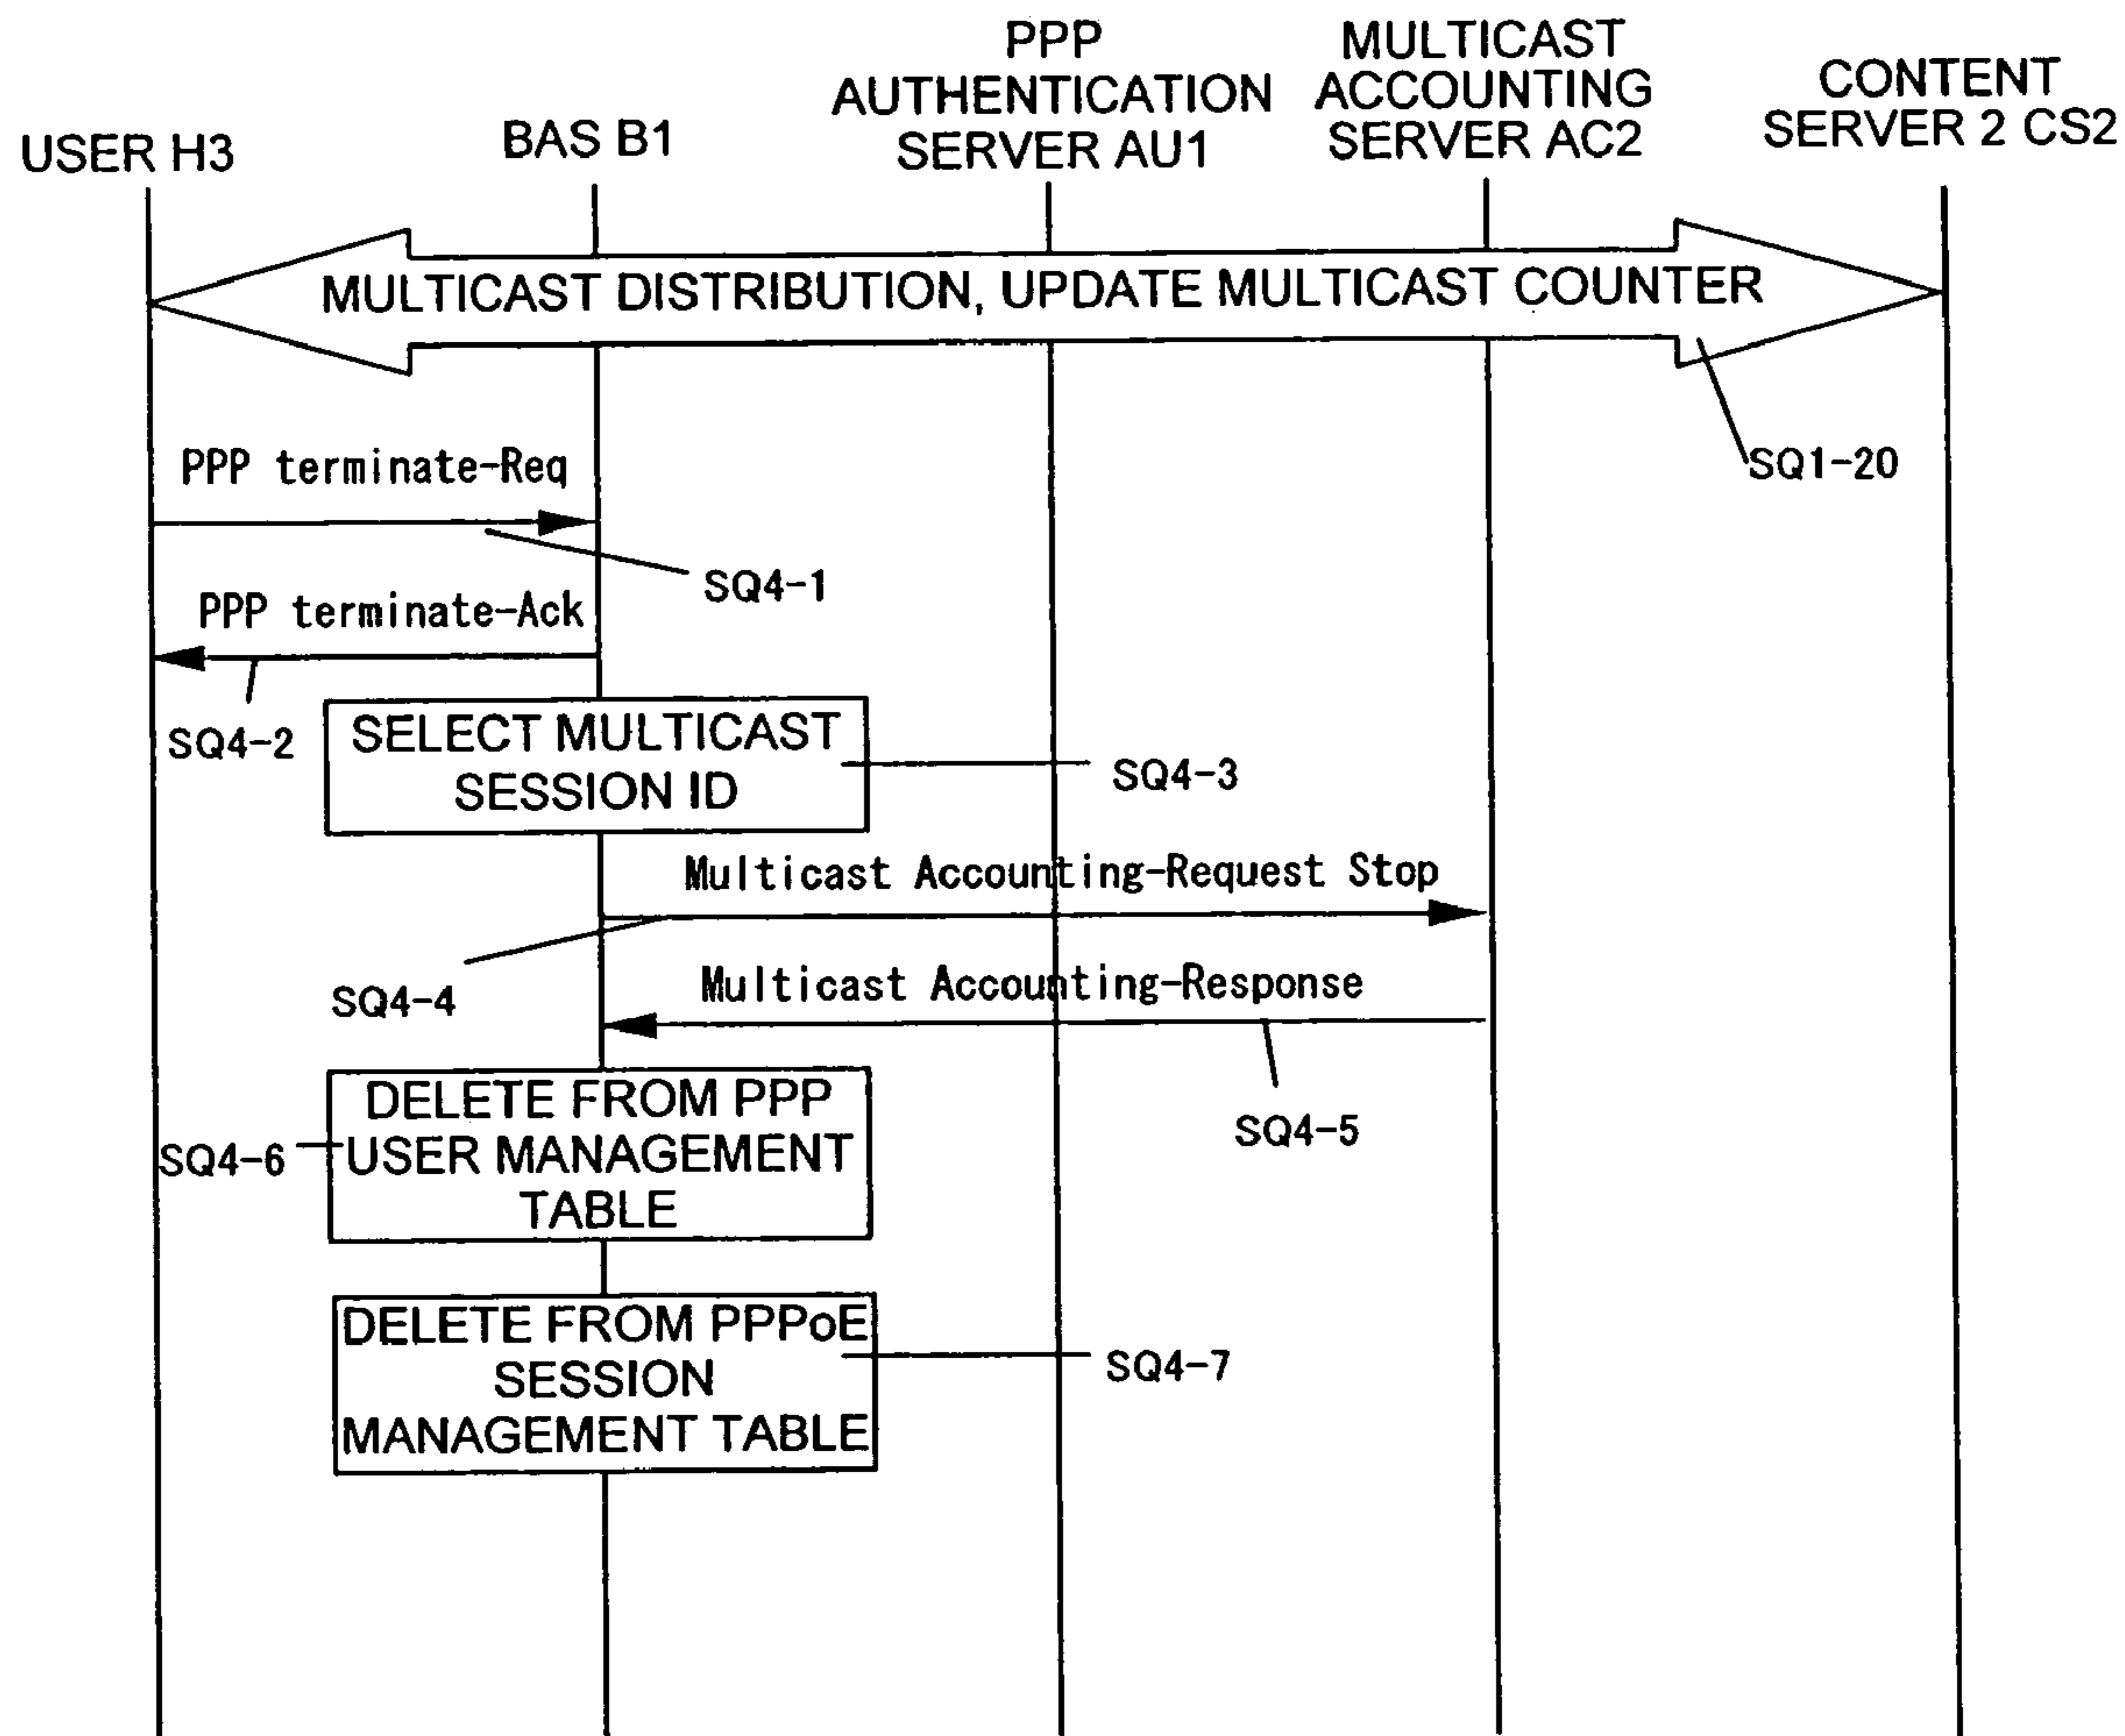 USER H3
BAS B1
PPP
AUTHENTICATION
SERVER AU1
MULTICAST
ACCOUNTING
SERVER AC2
CONTENT
SERVER 2 CS2
MULTICAST DISTRIBUTION, UPDATE MULTICAST COUNTER
SQ1-20
PPP terminate-Req
SQ4-1
PPP terminate-Ack
SQ4-2
SELECT MULTICAST
SESSION ID
SQ4-3
Multicast Accounting-Request Stop
SQ4-4
Multicast Accounting-Response
SQ4-5
DELETE FROM PPP
USER MANAGEMENT
TABLE
SQ4-6
DELETE FROM PPPoE
SESSION
MANAGEMENT TABLE
SQ4-7